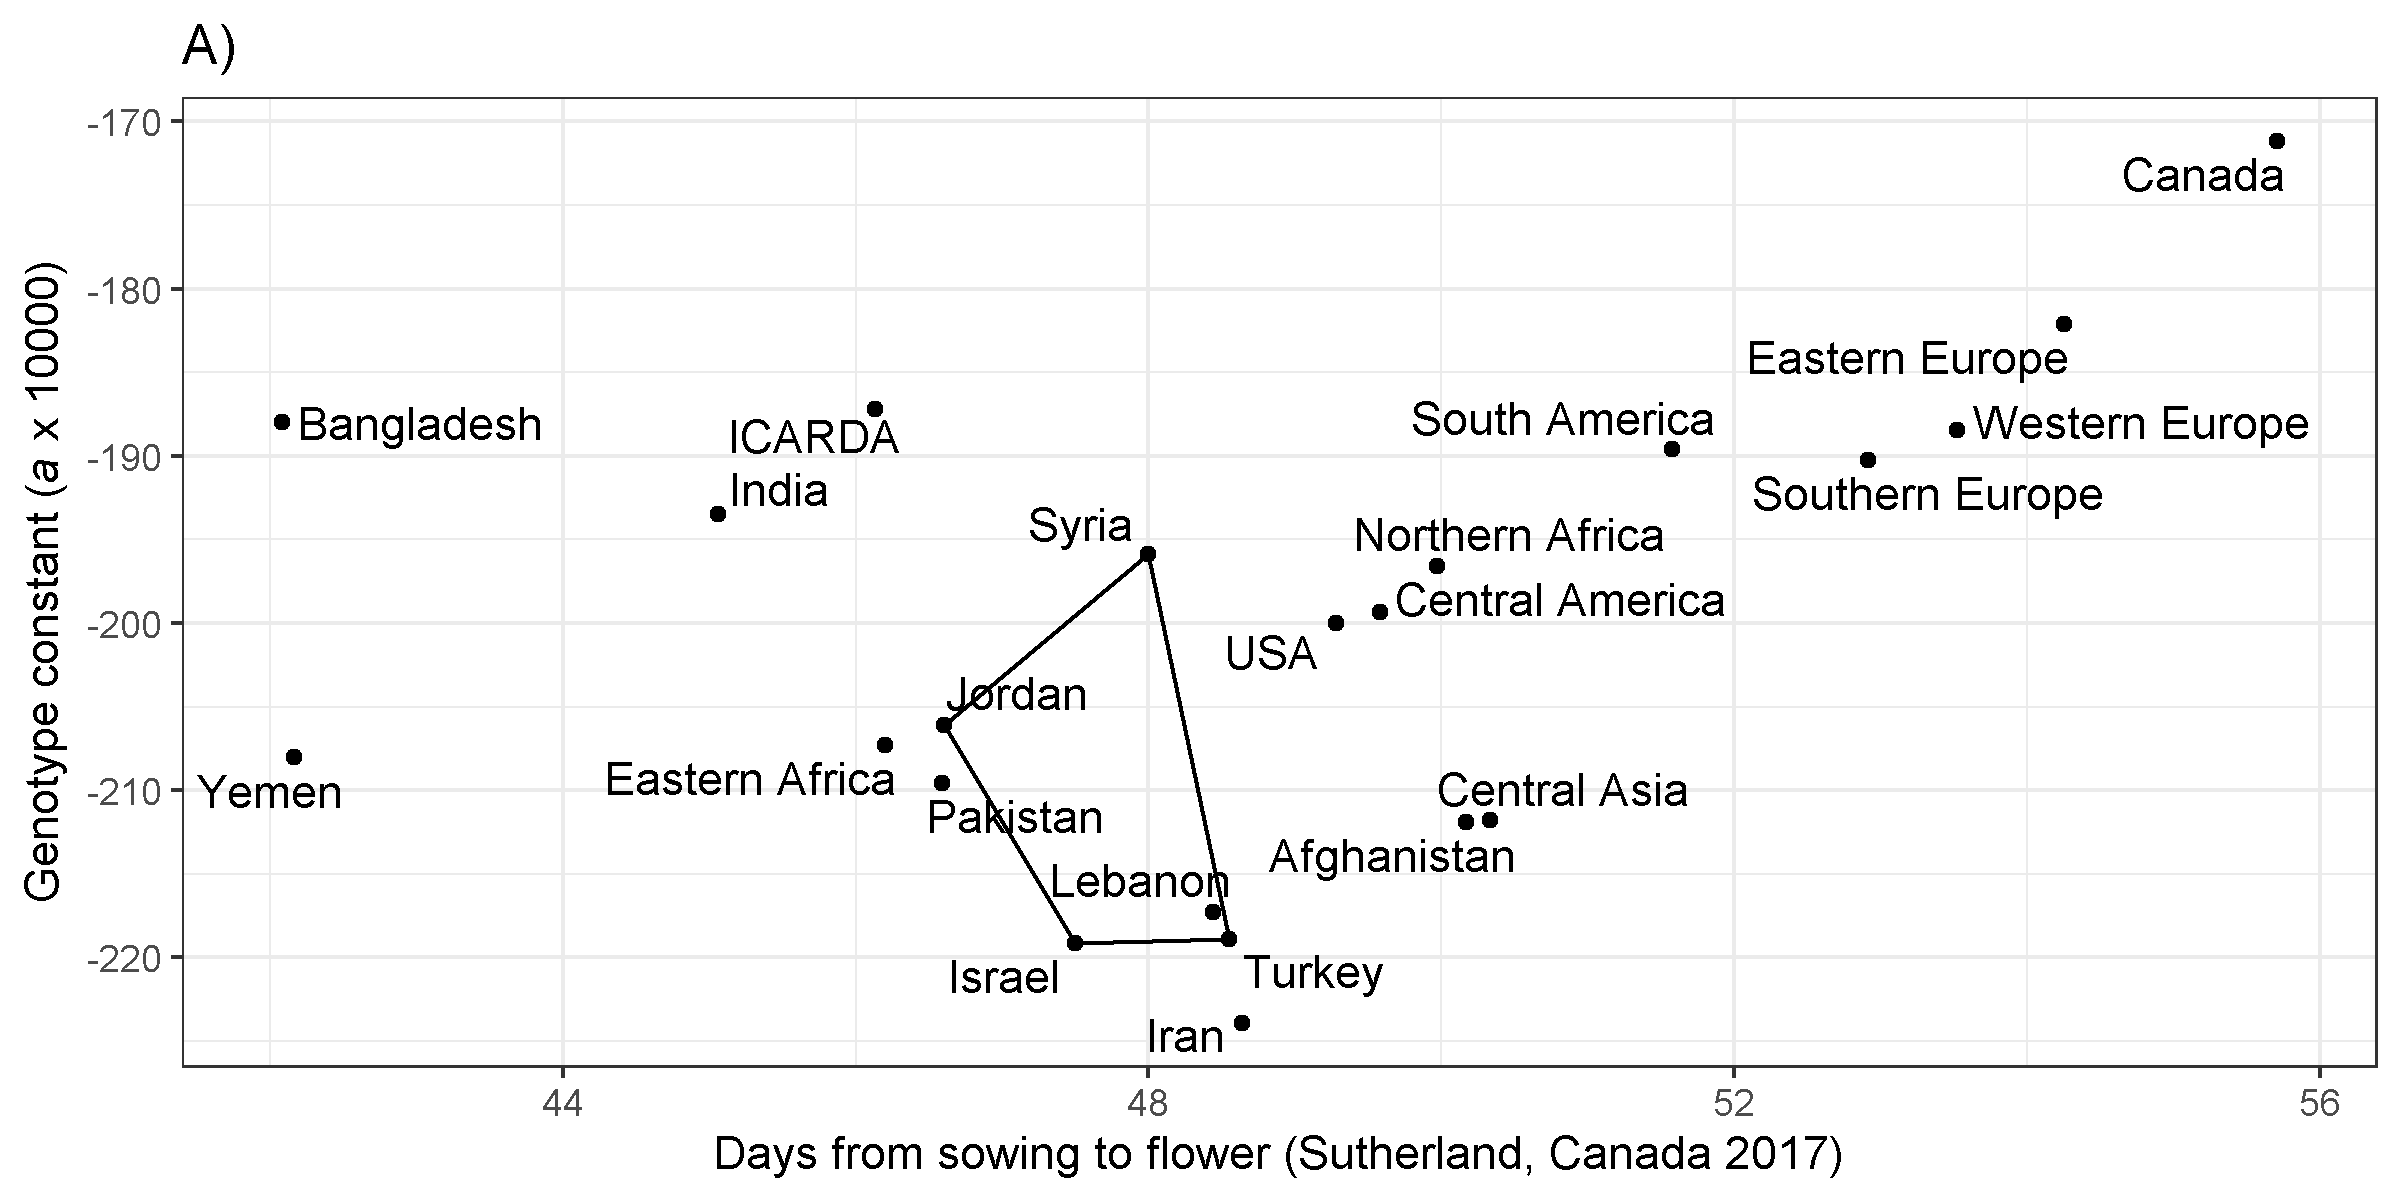 A)
-170
Canada
-180
Eastern Europe
South America
Western Europe
Bangladesh
ICARDA
-190
India
Southern Europe
Syria
Northern Africa
Central America
-200
USA
Jordan
Eastern Africa
Central Asia
Yemen
-210
Pakistan
Afghanistan
Lebanon
-220
Israel
Turkey
Iran
Genotype constant (a x 10000)
44
48
52
56
Days from sowing to flower (Sutherland, Canada 2017)